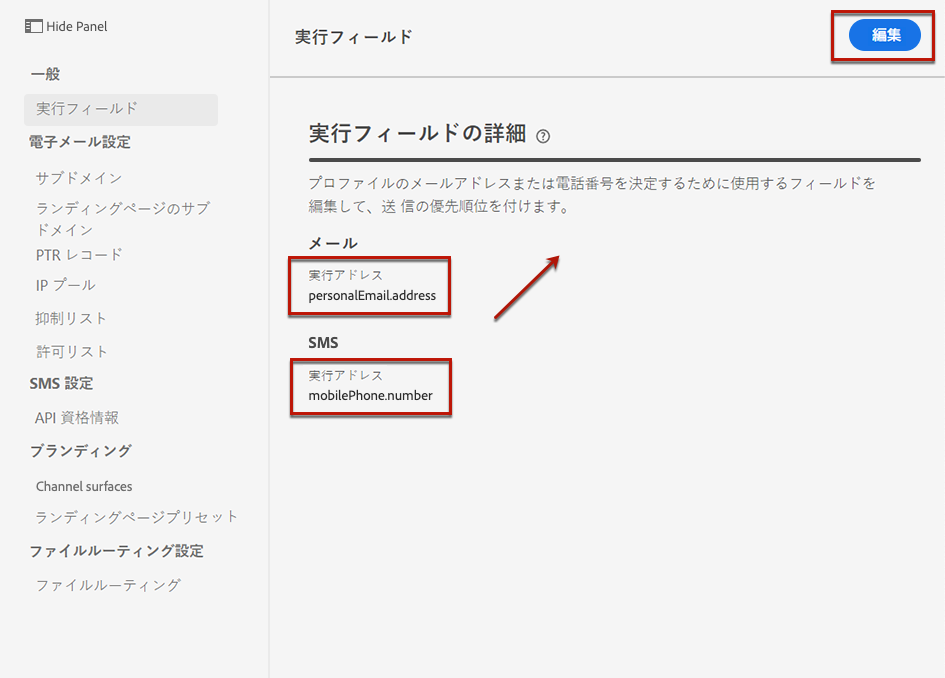 Hide Panel
一般
実行フィールド
電子メール設定
サブドメイン
ランディングページのサブ
ドメイン
PTR レコード
IP プール
抑制リスト
許可リスト
SMS 設定
API 資格情報
ブランディング
Channel surfaces
ランディングページプリセット
ファイルルーティング設定
ファイルルーティング
実行フィールド
編集
実行フィールドの詳細 ?
プロファイルのメールアドレスまたは電話番号を決定するために使用するフィールドを
編集して、送 信の優先順位を付けます。
メール
実行アドレス
personalEmail.address
SMS
実行アドレス
mobilePhone.number